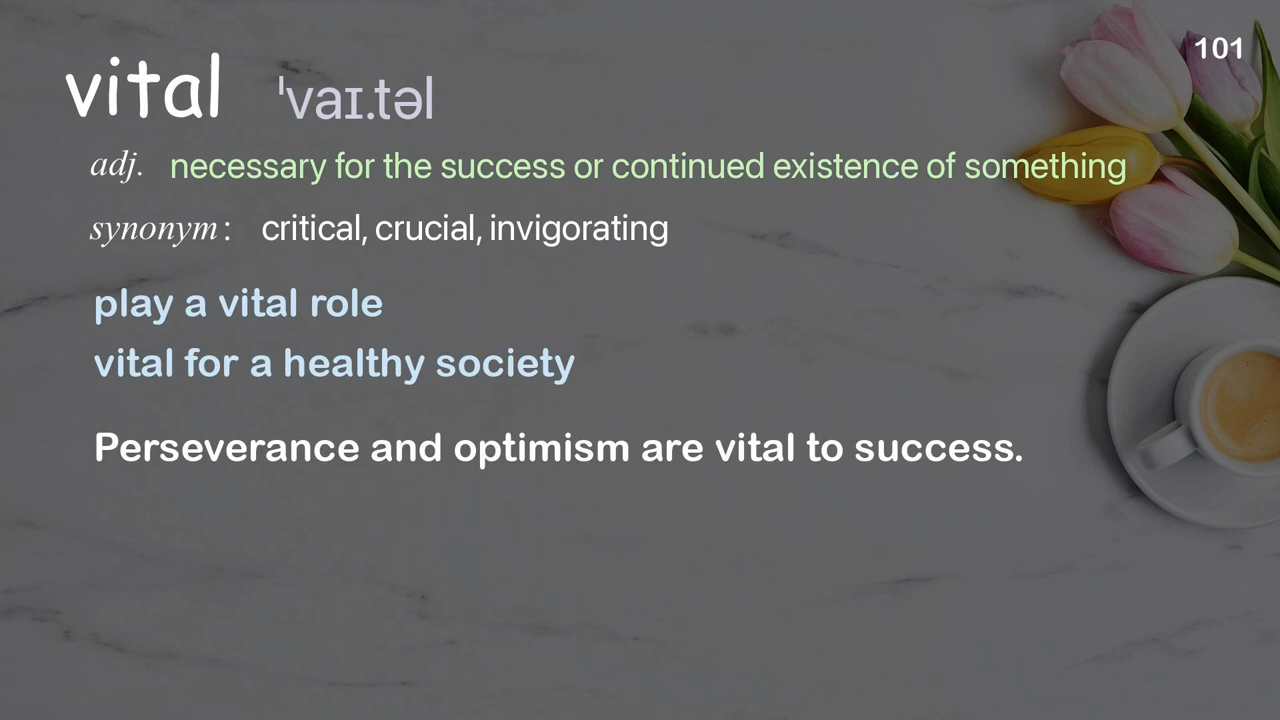 101
vital ˈvaɪ.təl
adj. necessary for the success or continued existence of something
synonym: critical, crucial, invigorating
play a vital role
vital for a healthy society
Perseverance and optimism are vital to success.